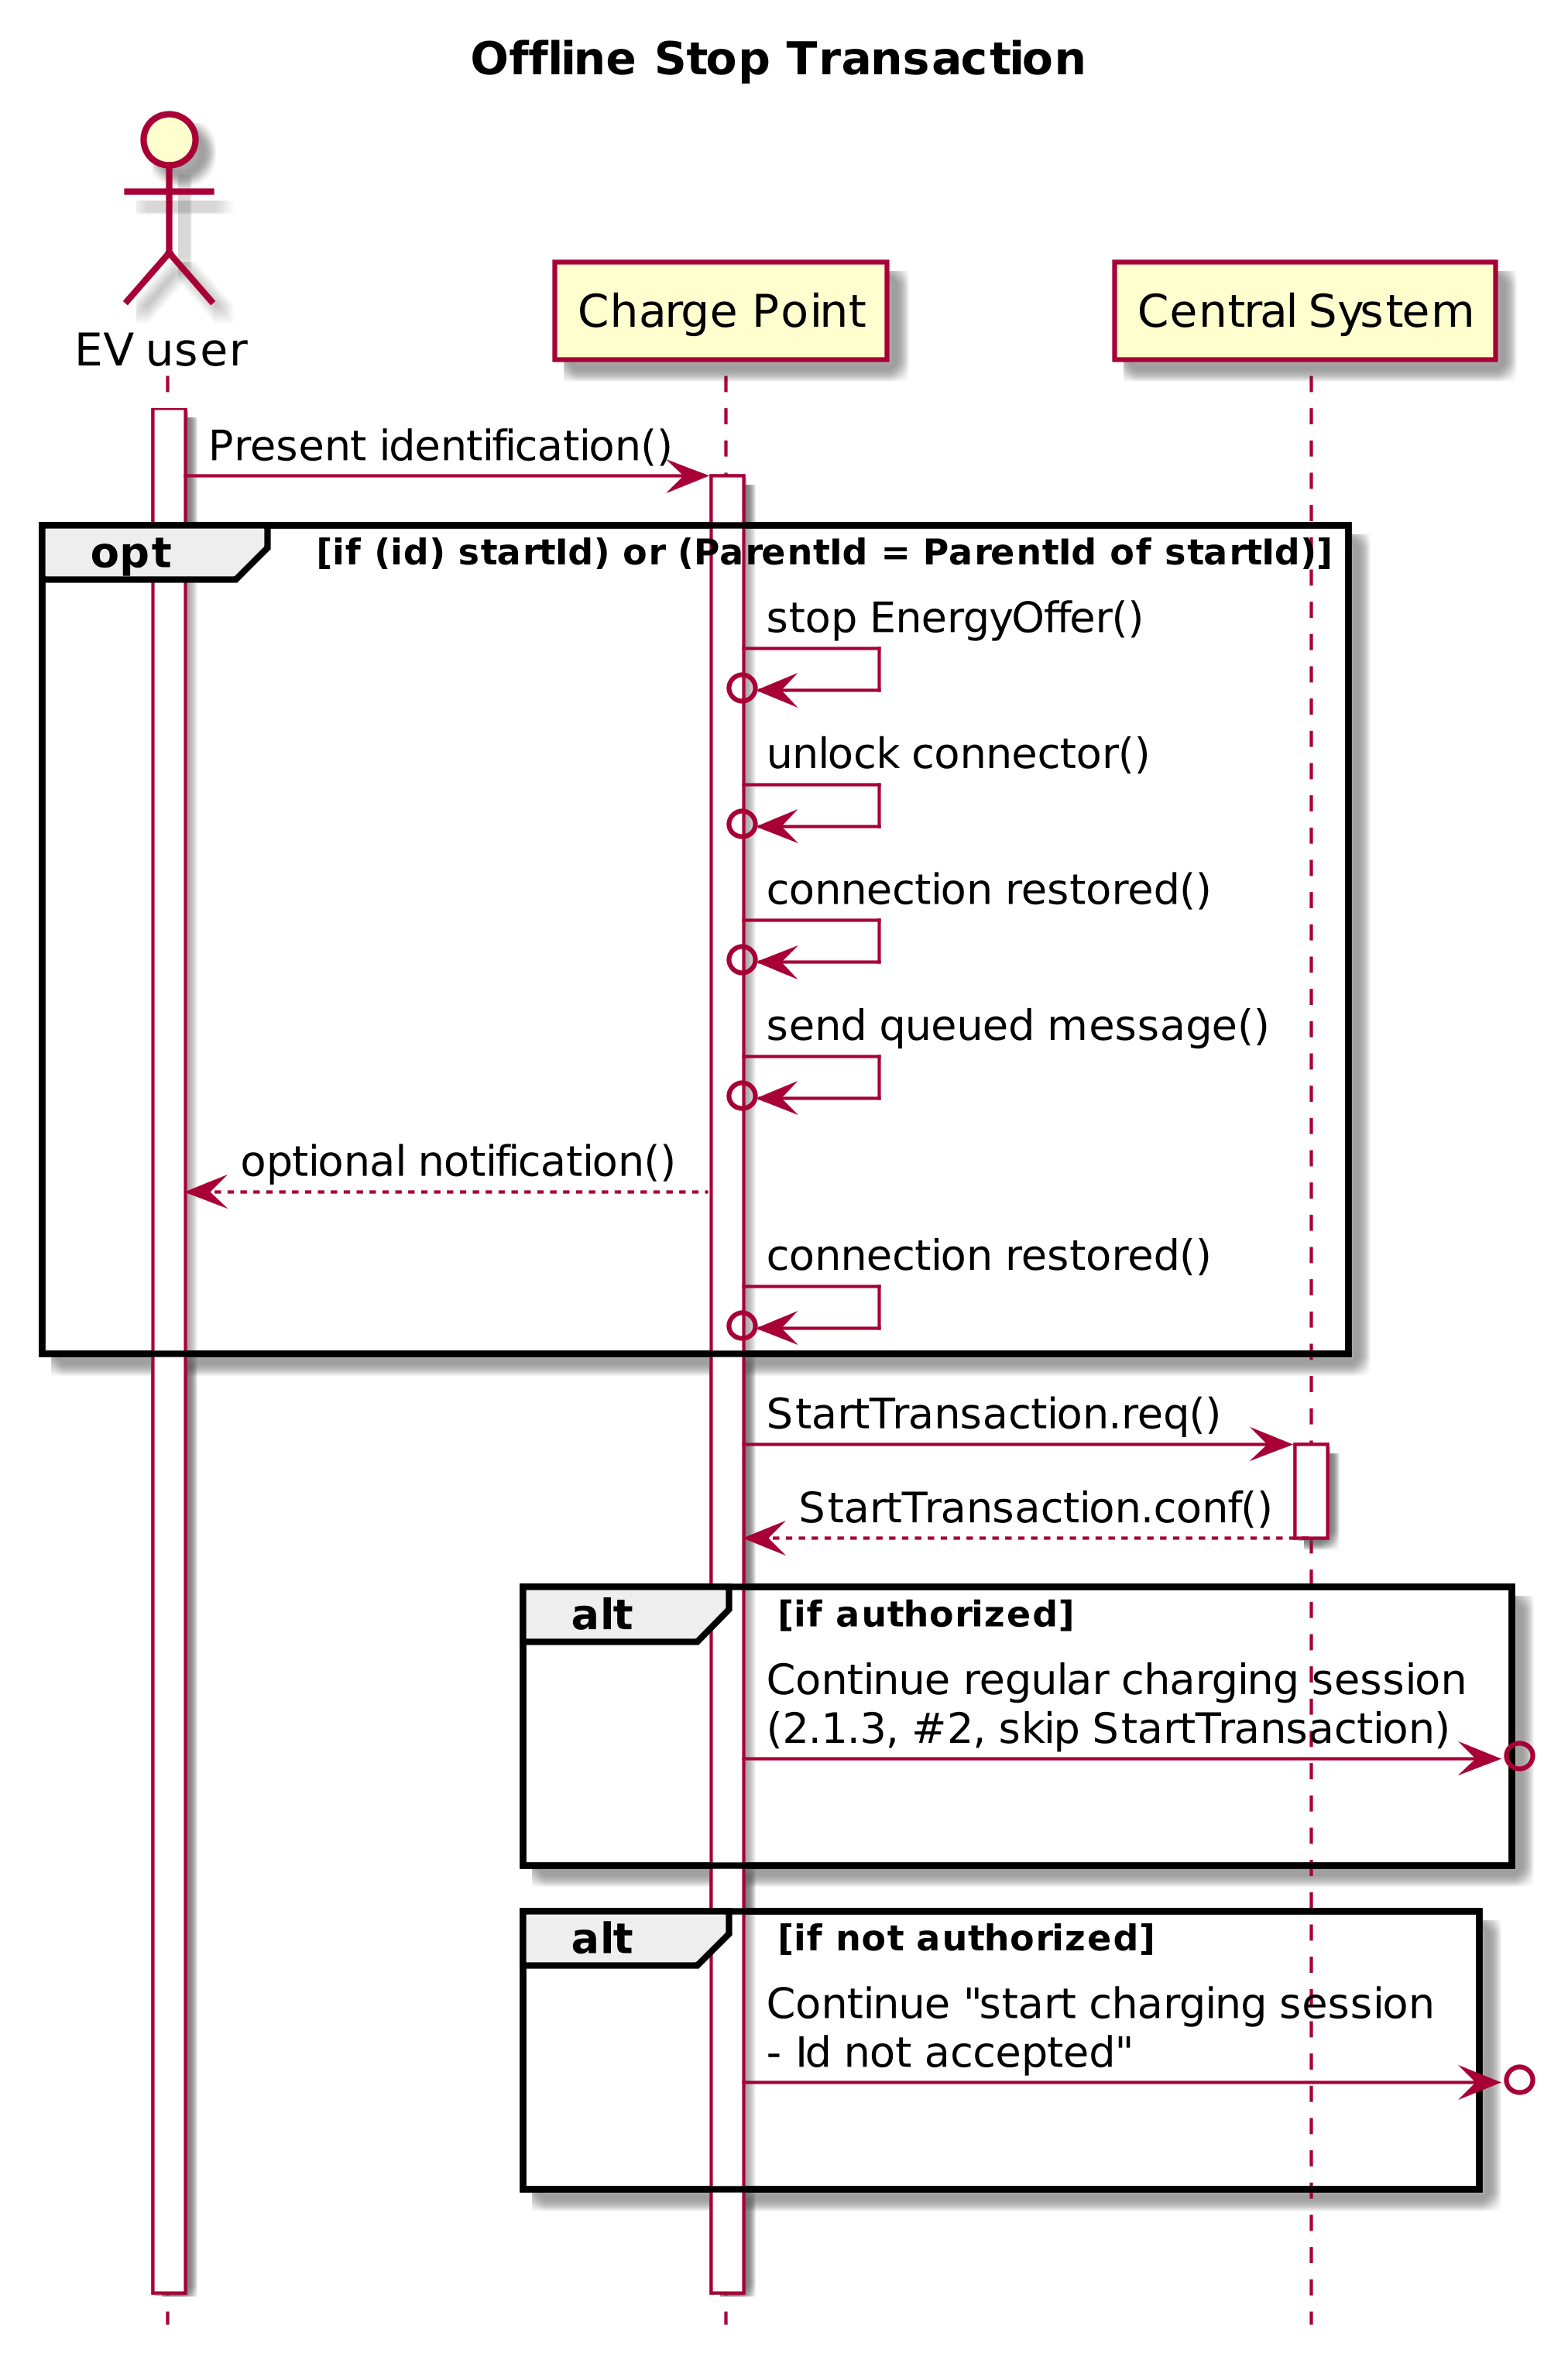 Offline Stop Transaction
EV user
Charge Point
Central System
Present identification()
opt
[if (id) startId) or (ParentId = ParentId of startId)]
stop EnergyOffer()
unlock connector()
connection restored()
send queued message()
optional notification()
connection restored()
StartTransaction.req()
StartTransaction.conf()
alt
[if authorized]
Continue regular charging session
(2.1.3, #2, skip StartTransaction)
alt
[if not authorized]
Continue "start charging session
- Id not accepted"